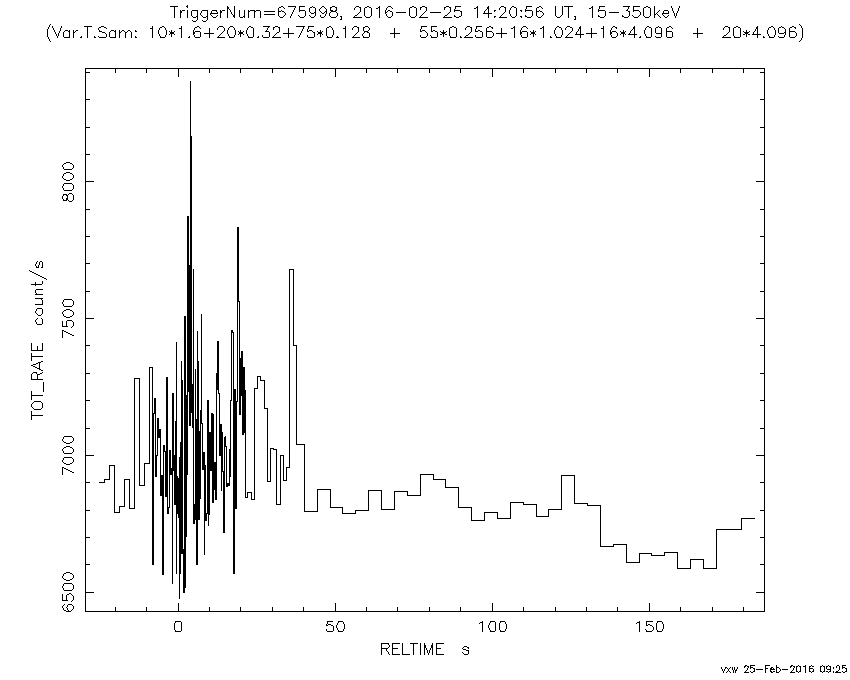 TriggerNum=675998, 2016-02-25 14:20:56 UT, 15-350keV
(Var.T.Sam: 10*1.6+20*0.32+75*0.128 + 55*0.256+16*1.024+16*4.096 + 20*4.096)
TOT_RATE count/s
8000
7500
7000
6500
0 50 100 150
RELTIME s
vxw 25-Feb-2016 09:25